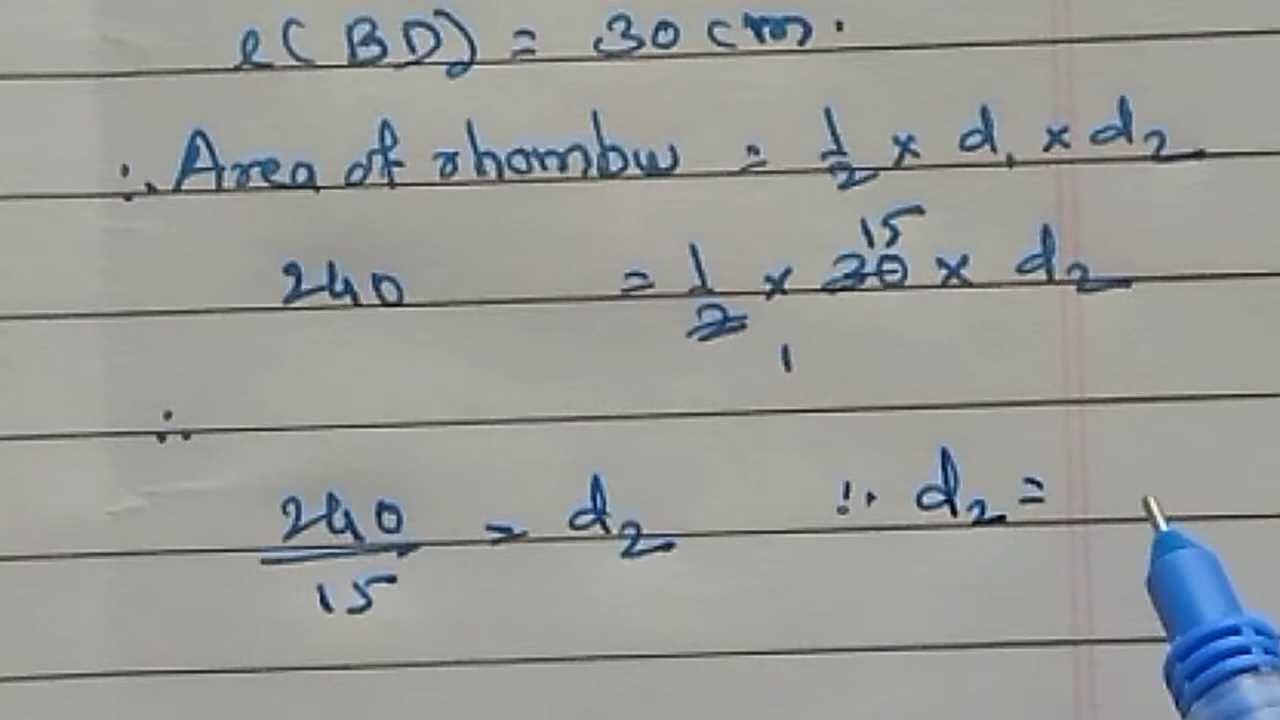 l(BD) = 30 cm.
∴ Area of rhombus = 1/2 × d1 × d2
240 = 1/2 × 30 × d2
15
1
∴
240/15 = d2 ∴ d2 =